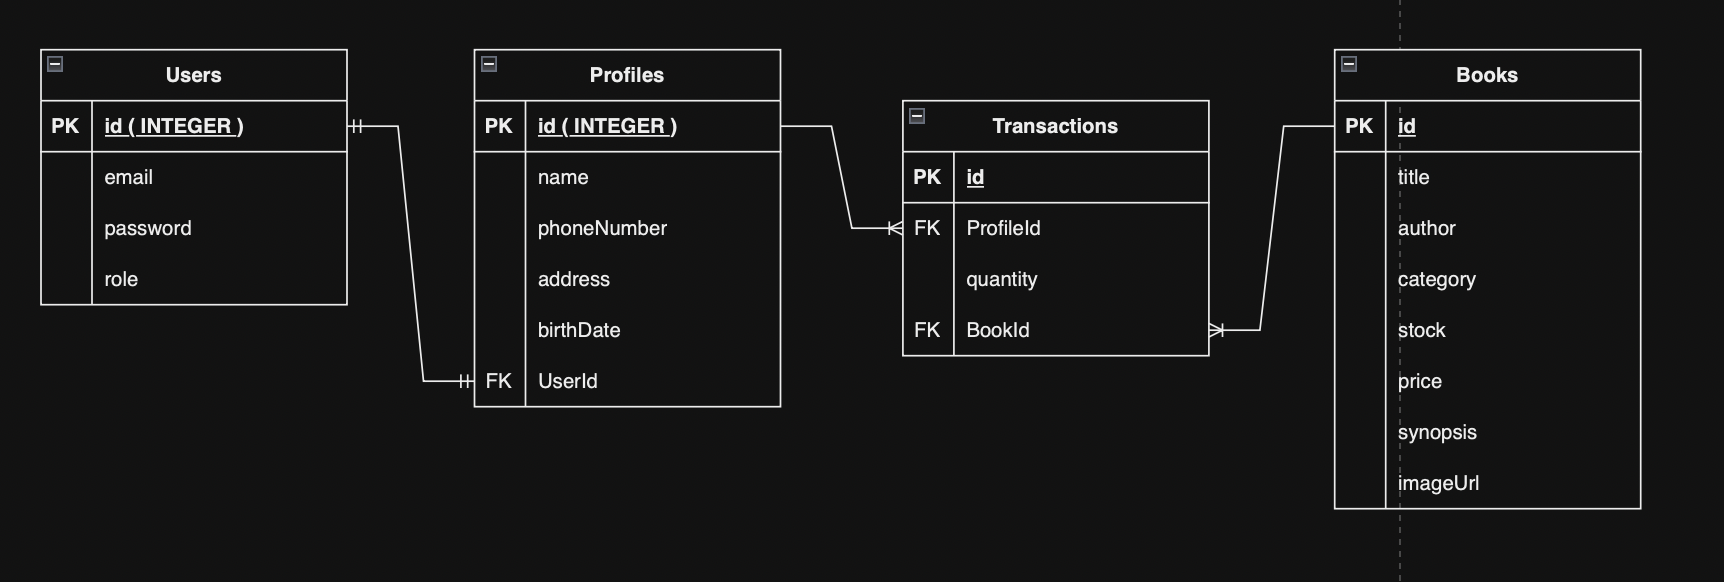 Users
PK id ( INTEGER )
email
password
role
Profiles
PK id ( INTEGER )
name
phoneNumber
address
birthDate
FK UserId
Transactions
PK id
FK ProfileId
quantity
FK BookId
Books
PK id
title
author
category
stock
price
synopsis
imageUrl